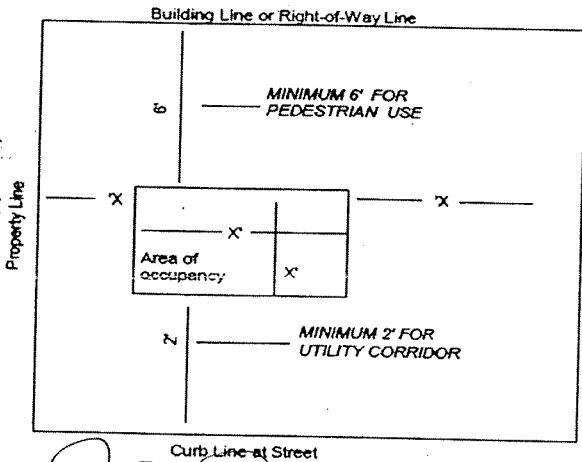 Building Line or Right-of-Way Line
6'
MINIMUM 6' FOR
PEDESTRIAN USE
Property Line
'X
'X
X'
Area of
occupancy
X'
2'
MINIMUM 2' FOR
UTILITY CORRIDOR
Curb Line at Street